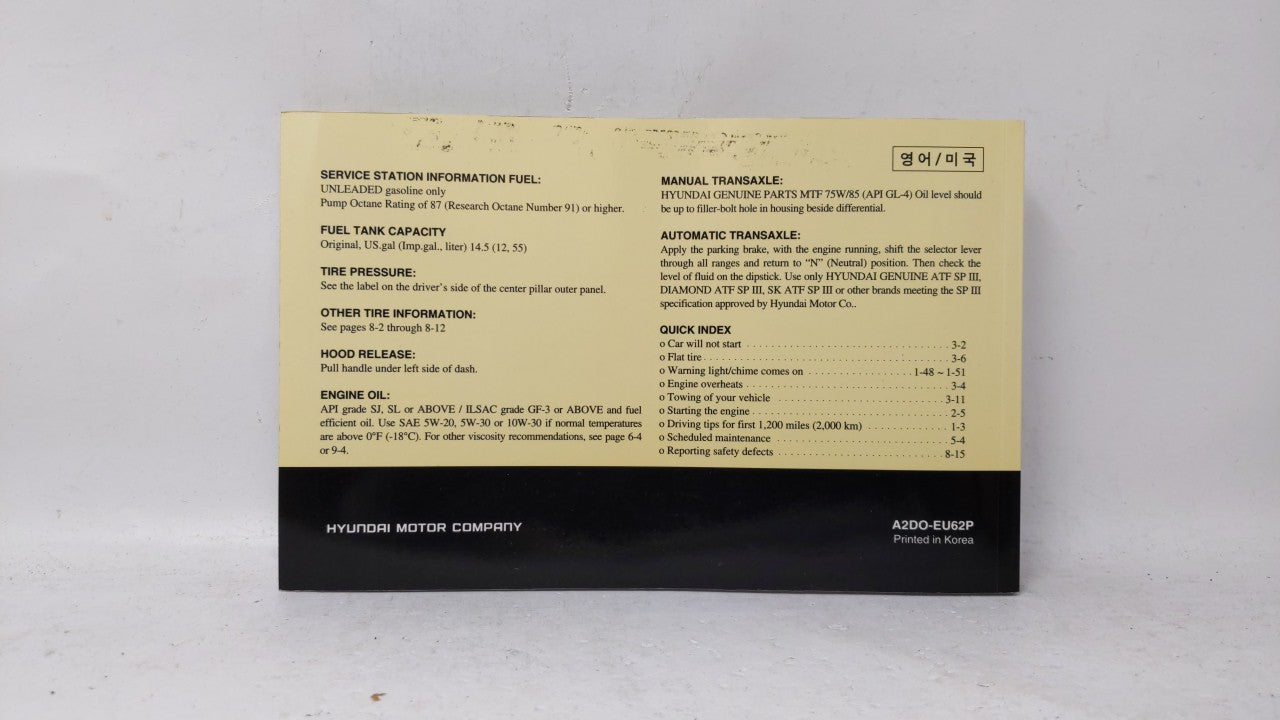 영어/미국
SERVICE STATION INFORMATION FUEL:
UNLEADED gasoline only
Pump Octane Rating of 87 (Research Octane Number 91) or higher.
FUEL TANK CAPACITY
Original, US.gal (Imp.gal., liter) 14.5 (12, 55)
TIRE PRESSURE:
See the label on the driver's side of the center pillar outer panel.
OTHER TIRE INFORMATION:
See pages 8-2 through 8-12
HOOD RELEASE:
Pull handle under left side of dash.
ENGINE OIL:
API grade SJ, SL or ABOVE / ILSAC grade GF-3 or ABOVE and fuel
efficient oil. Use SAE 5W-20, 5W-30 or 10W-30 if normal temperatures
are above 0°F (-18°C). For other viscosity recommendations, see page 6-4
or 9-4.
MANUAL TRANSAXLE:
HYUNDAI GENUINE PARTS MTF 75W/85 (API GL-4) Oil level should
be up to filler-bolt hole in housing beside differential.
AUTOMATIC TRANSAXLE:
Apply the parking brake, with the engine running, shift the selector lever
through all ranges and return to “N” (Neutral) position. Then check the
level of fluid on the dipstick. Use only HYUNDAI GENUINE ATF SP III,
DIAMOND ATF SP III, SK ATF SP III or other brands meeting the SP III
specification approved by Hyundai Motor Co..
QUICK INDEX
o Car will not start ........................ 3-2
o Flat tire ........................ 3-6
o Warning light/chime comes on ........................ 1-48 ~ 1-51
o Engine overheats ........................ 3-4
o Towing of your vehicle ........................ 3-11
o Starting the engine ........................ 2-5
o Driving tips for first 1,200 miles (2,000 km) ............ 1-3
o Scheduled maintenance ........................ 5-4
o Reporting safety defects ........................ 8-15
HYUNDAI MOTOR COMPANY
A2DO-EU62P
Printed in Korea